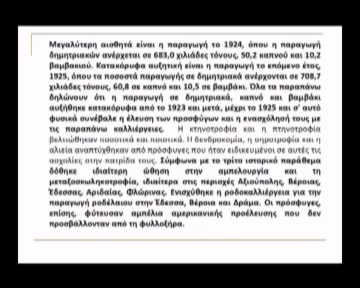 Μεγαλύτερη αισθητά είναι η παραγωγή το 1924, όπου η παραγωγή
δημητριακών ανέρχεται σε 683,0 χιλιάδες τόνους, 50,2 καπνού και 10,2
βαμβακιού. Κατακόρυφα αυξητική είναι η παραγωγή το επόμενο έτος,
1925, όπου τα ποσοστά παραγωγής σε δημητριακά ανέρχονται σε 708,7
χιλιάδες τόνους, 60,8 σε καπνό και 10,5 σε βαμβάκι. Όλα τα παραπάνω
δηλώνουν ότι η παραγωγή σε δημητριακά, καπνό και βαμβάκι
αυξήθηκε κατακόρυφα από το 1923 και μετά, μέχρι το 1925 και σ' αυτό
φυσικά συνέβαλε η έλευση των προσφύγων και η ενασχόλησή τους με
τις παραπάνω καλλιέργειες. Η κτηνοτροφία και η πτηνοτροφία
βελτιώθηκαν ποσοτικά και ποιοτικά. Η δενδροκομία, η σηροτροφία και η
αλιεία αναπτύχθηκαν από πρόσφυγες που ήταν ειδικευμένοι σε αυτές τις
ασχολίες στην πατρίδα τους. Σύμφωνα με το τρίτο ιστορικό παράθεμα
δόθηκε ιδιαίτερη ώθηση στην αμπελουργία και τη
μεταξοσκωληκοτροφία, ιδιαίτερα στις περιοχές Αξιούπολης, Βέροιας,
Έδεσσας, Αριδαίας, Φλώρινας. Ενισχύθηκε η ροδοκαλλιέργεια για την
παραγωγή ροδέλαιου στην Έδεσσα, Βέροια και Δράμα. Οι πρόσφυγες,
επίσης, φύτευσαν αμπέλια αμερικανικής προέλευσης που δεν
προσβάλλονταν από τη φυλλοξήρα.